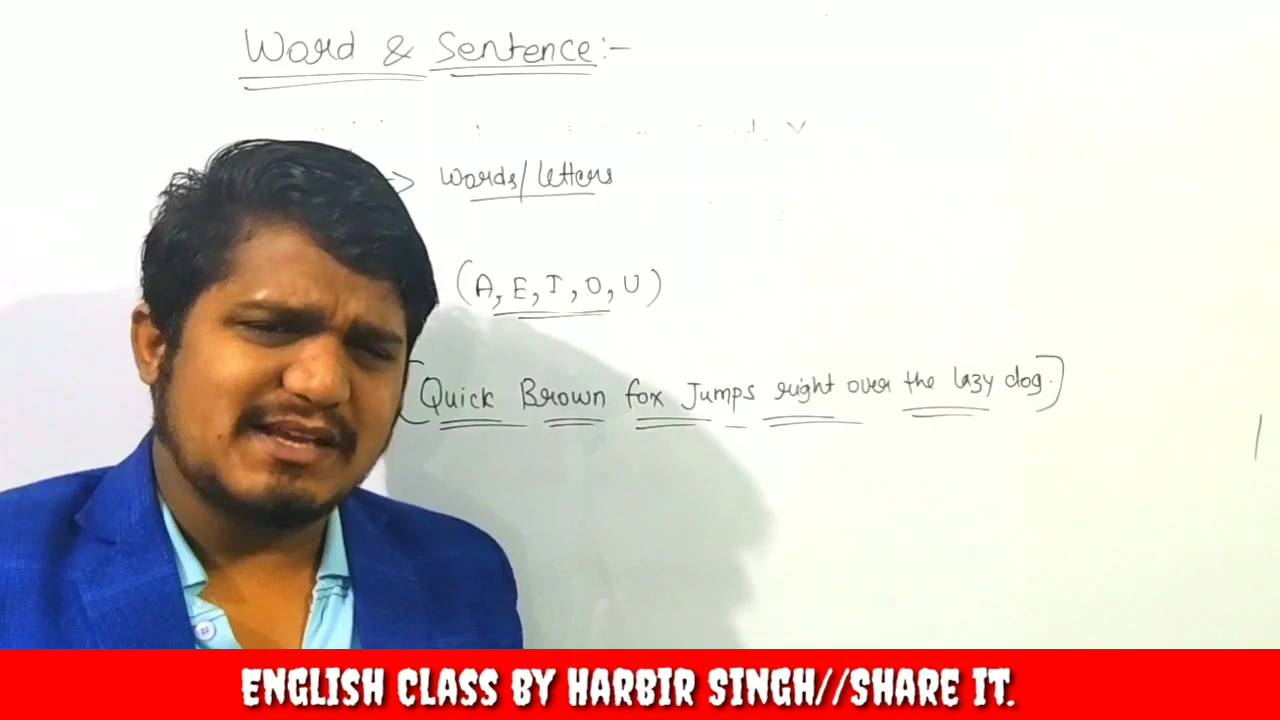 Word & Sentence:-
words/letters
(A, E, I, O, U)
[Quick Brown fox Jumps right over the lazy dog.]
ENGLISH CLASS BY HARBIR SINGH//SHARE IT.